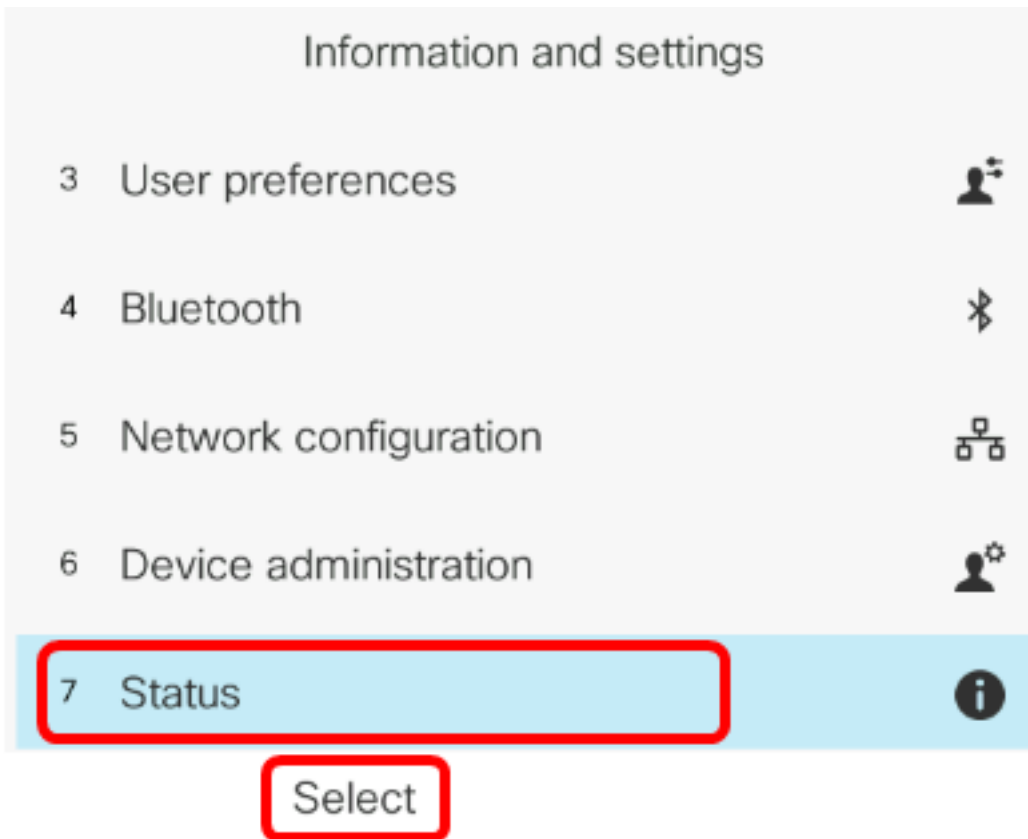 Information and settings
3 User preferences
4 Bluetooth
5 Network configuration
6 Device administration
7 Status
Select